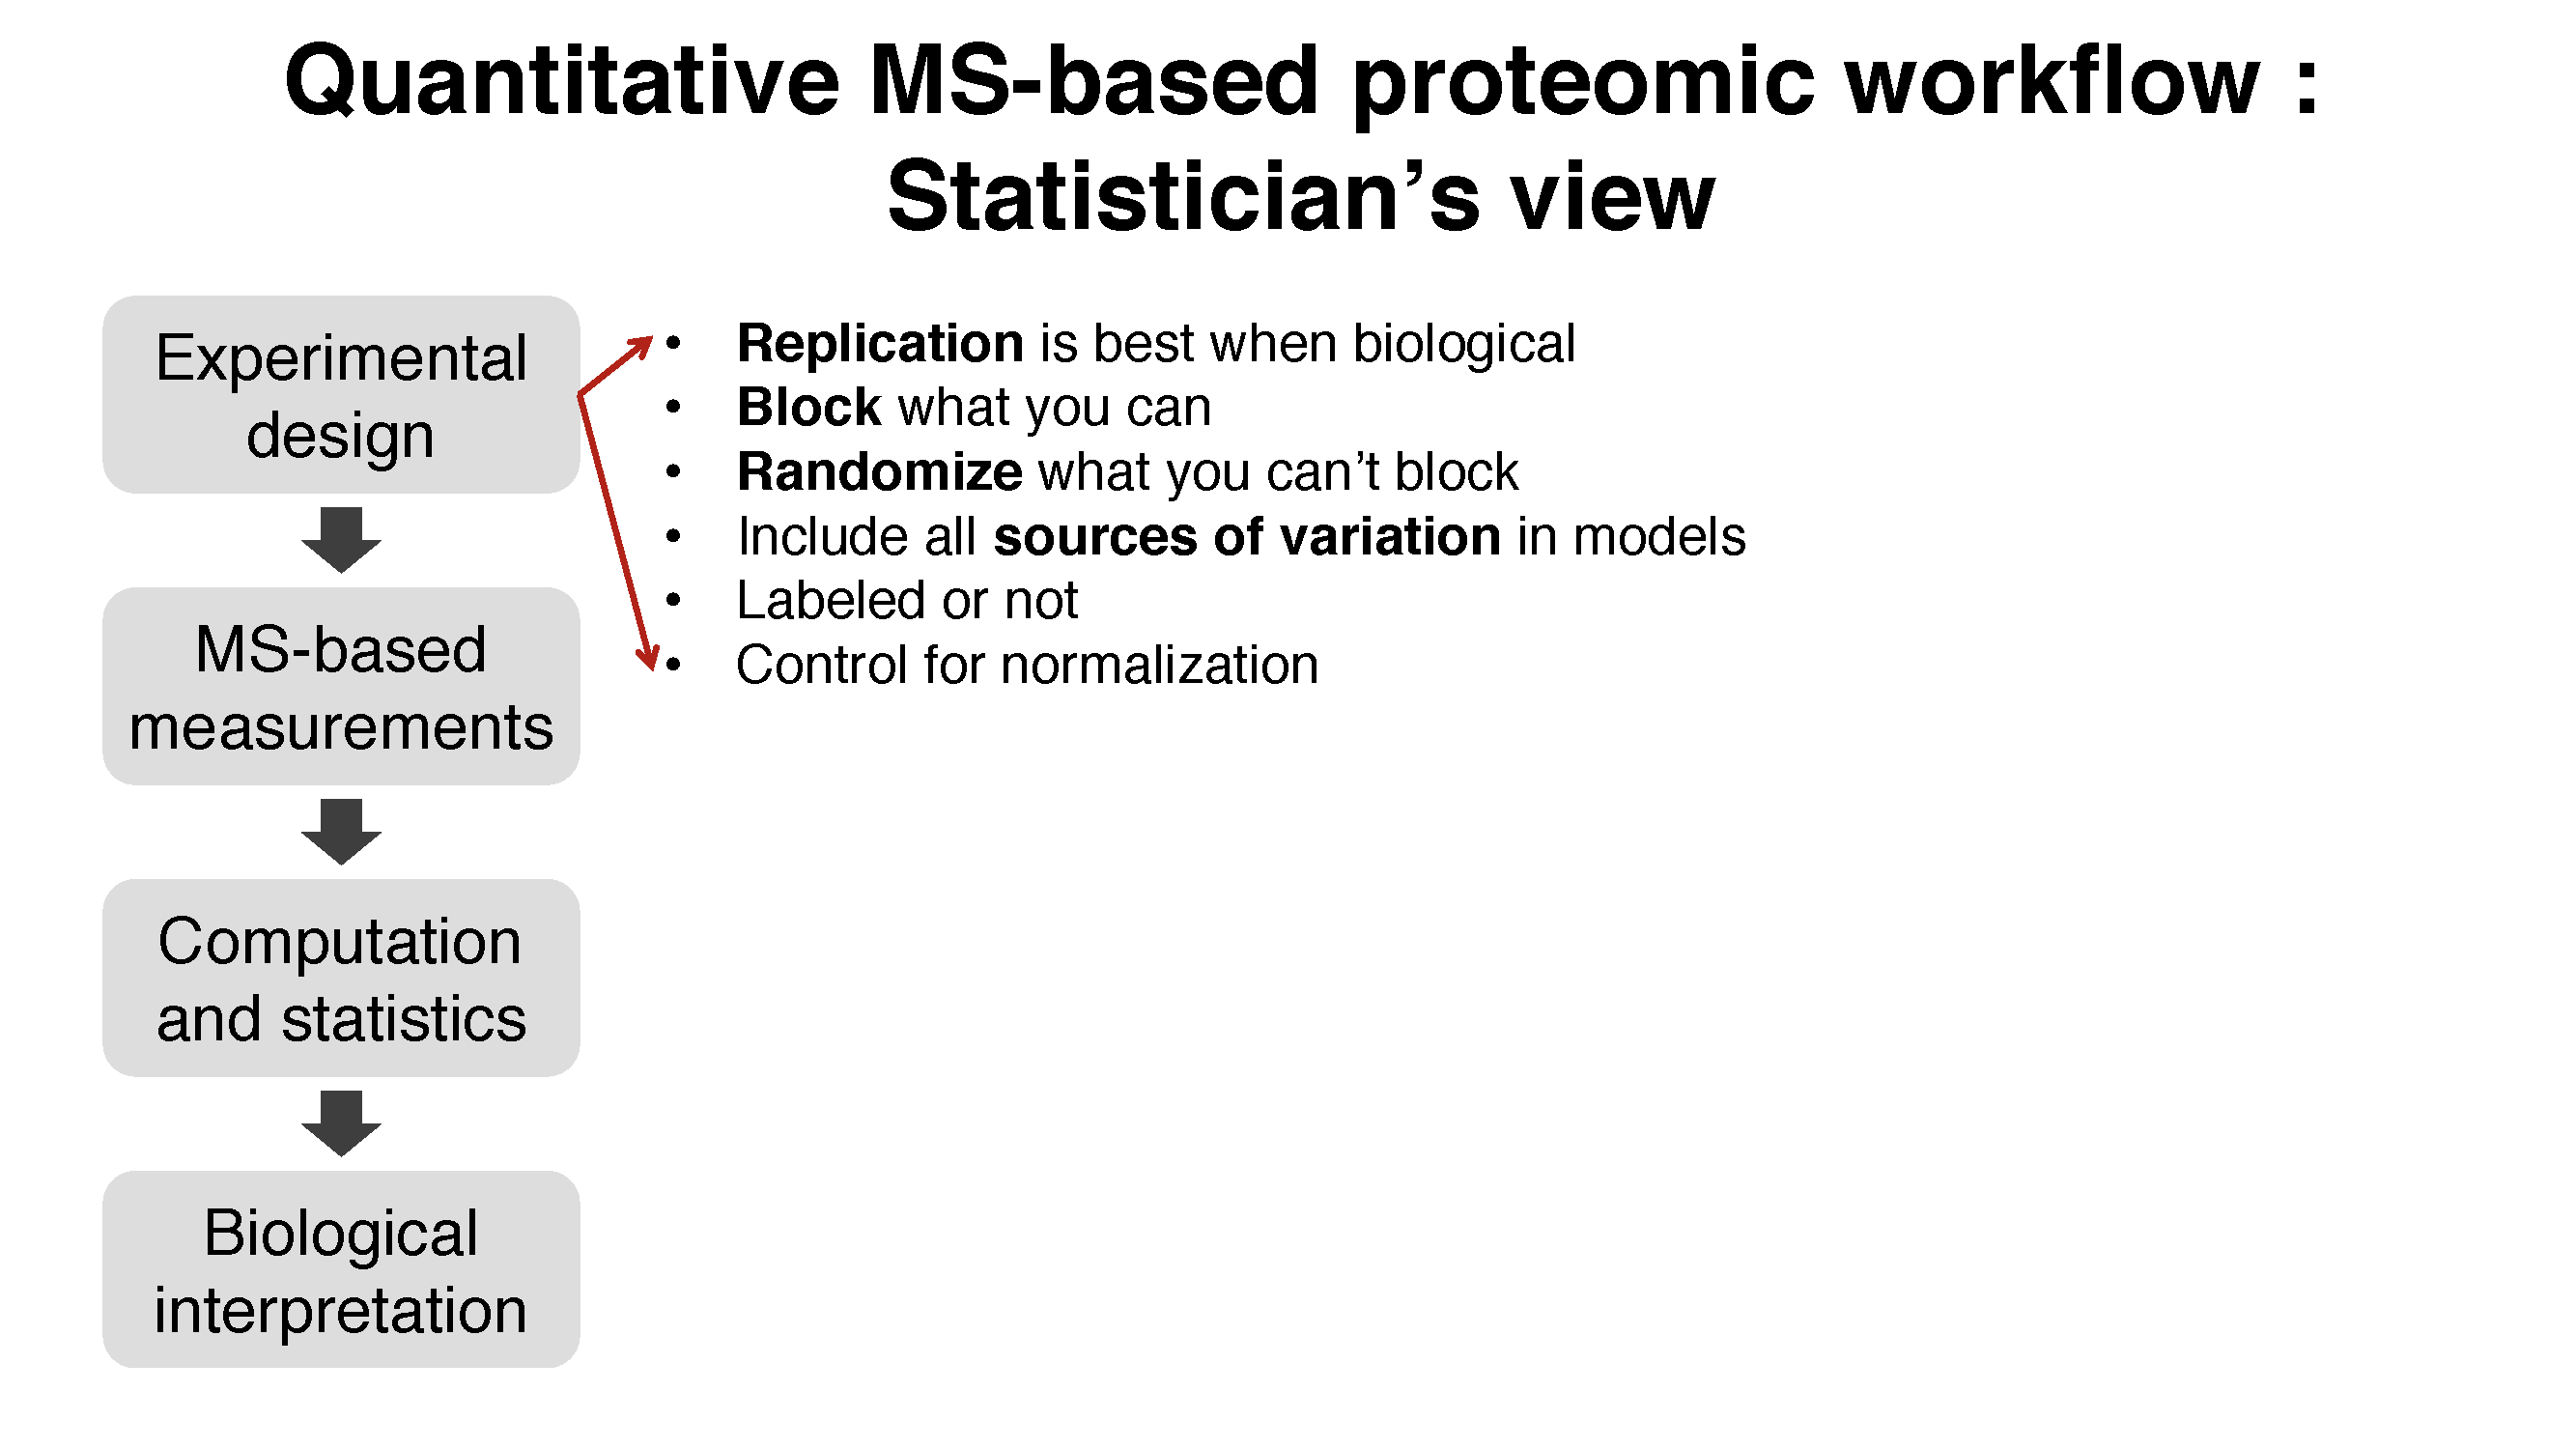 Quantitative MS-based proteomic workflow :
Statistician’s view
Experimental
design
MS-based
measurements
Computation
and statistics
Biological
interpretation
• Replication is best when biological
• Block what you can
• Randomize what you can’t block
• Include all sources of variation in models
• Labeled or not
• Control for normalization